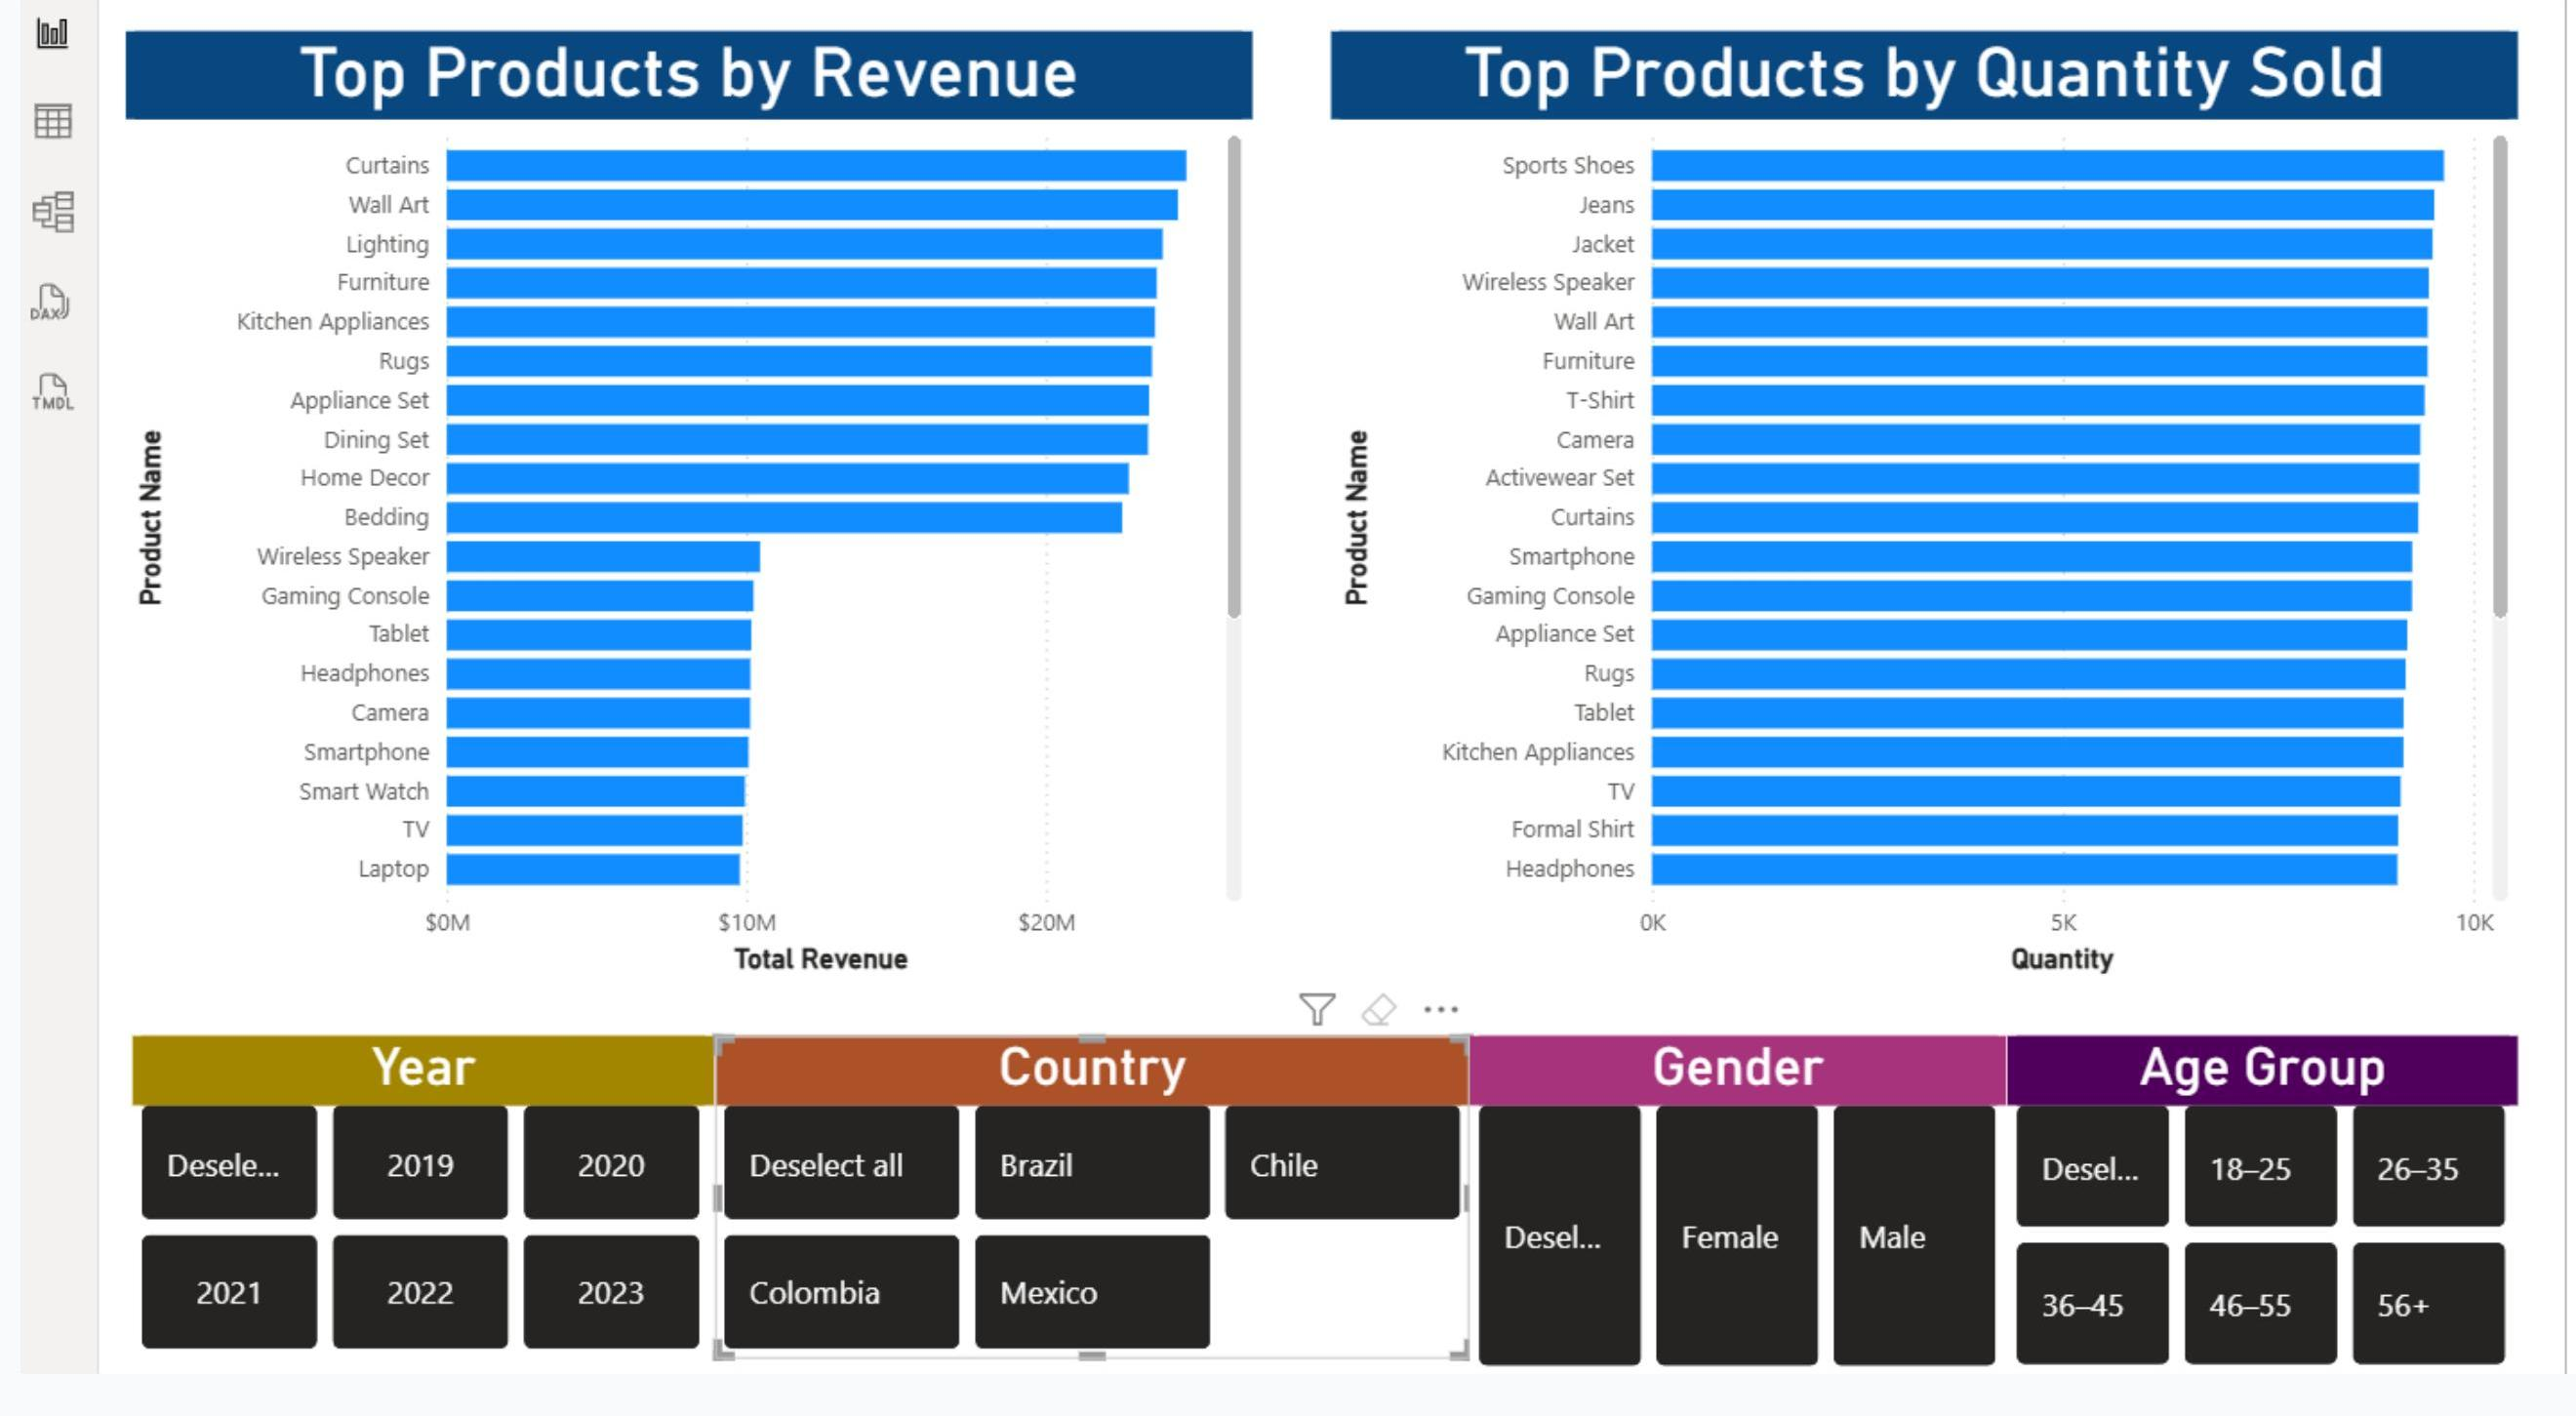 DAX
TMDL
Top Products by Revenue
Product Name
Curtains
Wall Art
Lighting
Furniture
Kitchen Appliances
Rugs
Appliance Set
Dining Set
Home Decor
Bedding
Wireless Speaker
Gaming Console
Tablet
Headphones
Camera
Smartphone
Smart Watch
TV
Laptop
$0M $10M $20M
Total Revenue
Top Products by Quantity Sold
Product Name
Sports Shoes
Jeans
Jacket
Wireless Speaker
Wall Art
Furniture
T-Shirt
Camera
Activewear Set
Curtains
Smartphone
Gaming Console
Appliance Set
Rugs
Tablet
Kitchen Appliances
TV
Formal Shirt
Headphones
0K 5K 10K
Quantity
Year
Desele... 2019 2020
2021 2022 2023
Country
Deselect all Brazil Chile
Colombia Mexico
Gender
Desel... Female Male
Age Group
Desel... 18–25 26–35
36–45 46–55 56+